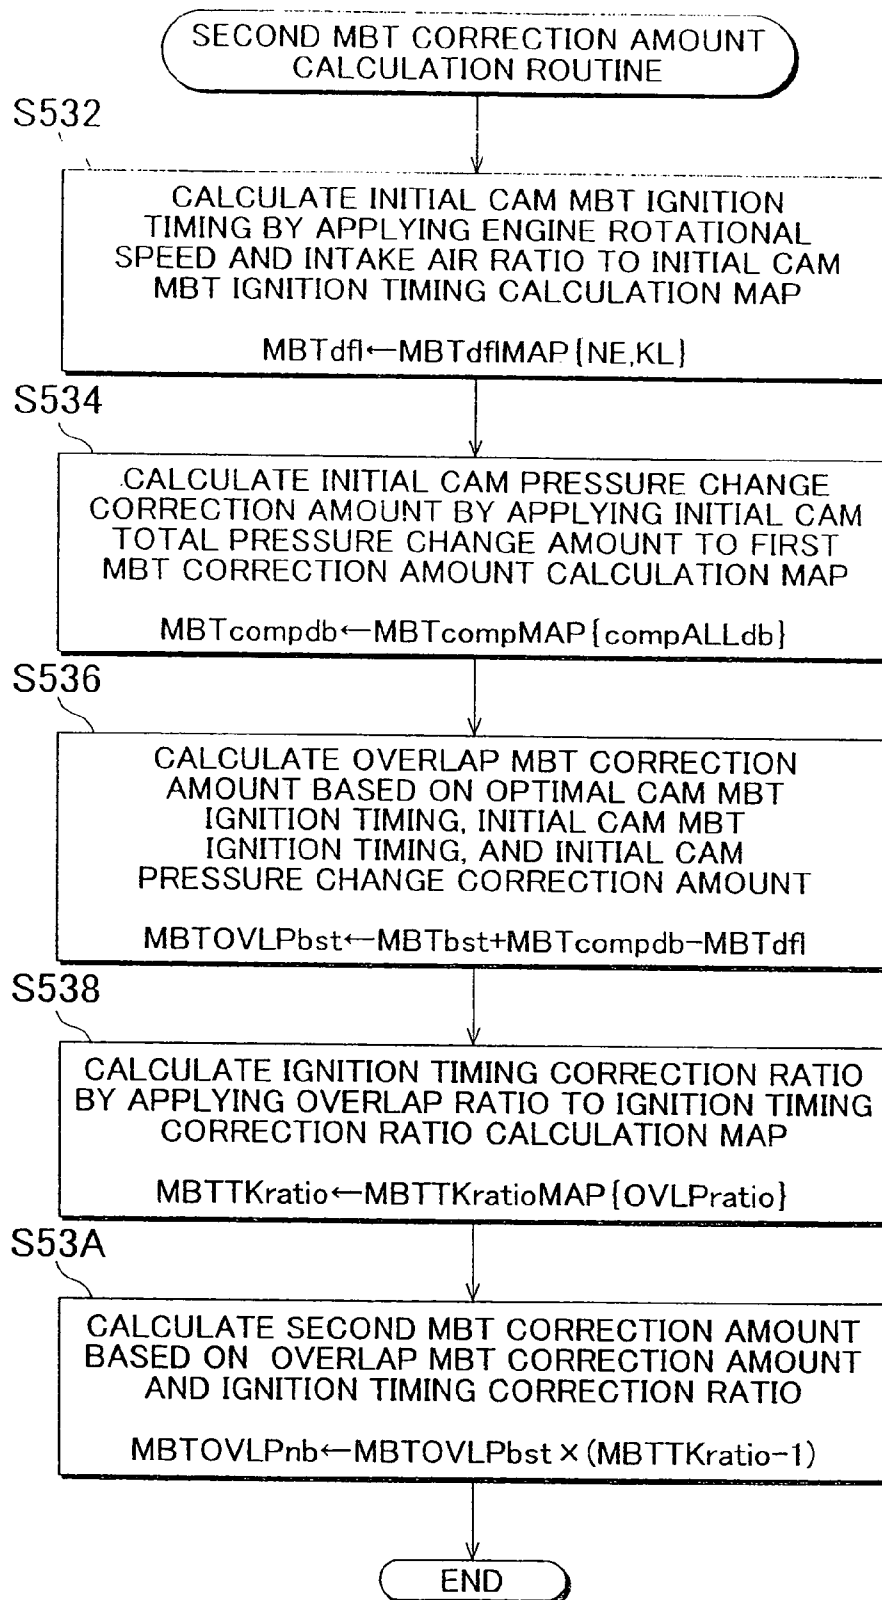 SECOND MBT CORRECTION AMOUNT
CALCULATION ROUTINE
S532
CALCULATE INITIAL CAM MBT IGNITION
TIMING BY APPLYING ENGINE ROTATIONAL
SPEED AND INTAKE AIR RATIO TO INITIAL CAM
MBT IGNITION TIMING CALCULATION MAP
MBTdfl←MBTdflMAP{NE,KL}
S534
CALCULATE INITIAL CAM PRESSURE CHANGE
CORRECTION AMOUNT BY APPLYING INITIAL CAM
TOTAL PRESSURE CHANGE AMOUNT TO FIRST
MBT CORRECTION AMOUNT CALCULATION MAP
MBTcompdb←MBTcompMAP{compALLdb}
S536
CALCULATE OVERLAP MBT CORRECTION
AMOUNT BASED ON OPTIMAL CAM MBT
IGNITION TIMING, INITIAL CAM MBT
IGNITION TIMING, AND INITIAL CAM
PRESSURE CHANGE CORRECTION AMOUNT
MBTOVLPbst←MBTbst+MBTcompdb-MBTdfl
S538
CALCULATE IGNITION TIMING CORRECTION RATIO
BY APPLYING OVERLAP RATIO TO IGNITION TIMING
CORRECTION RATIO CALCULATION MAP
MBTTKratio←MBTTKratioMAP{OVLPratio}
S53A
CALCULATE SECOND MBT CORRECTION AMOUNT
BASED ON OVERLAP MBT CORRECTION AMOUNT
AND IGNITION TIMING CORRECTION RATIO
MBTOVLPnb←MBTOVLPbst×(MBTTKratio-1)
END